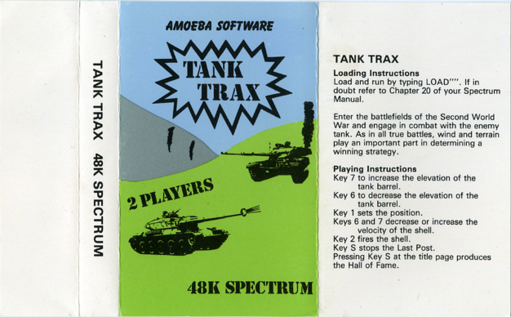 TANK TRAX 48K SPECTRUM
AMOEBA SOFTWARE
TANK
TRAX
2 PLAYERS
48K SPECTRUM
TANK TRAX
Loading Instructions
Load and run by typing LOAD"". If in
doubt refer to Chapter 20 of your Spectrum
Manual.
Enter the battlefields of the Second World
War and engage in combat with the enemy
tank. As in all true battles, wind and terrain
play an important part in determining a
winning strategy.
Playing Instructions
Key 7 to increase the elevation of the
tank barrel.
Key 6 to decrease the elevation of the
tank barrel.
Key 1 sets the position.
Keys 6 and 7 decrease or increase the
velocity of the shell.
Key 2 fires the shell.
Key S stops the Last Post.
Pressing Key S at the title page produces
the Hall of Fame.